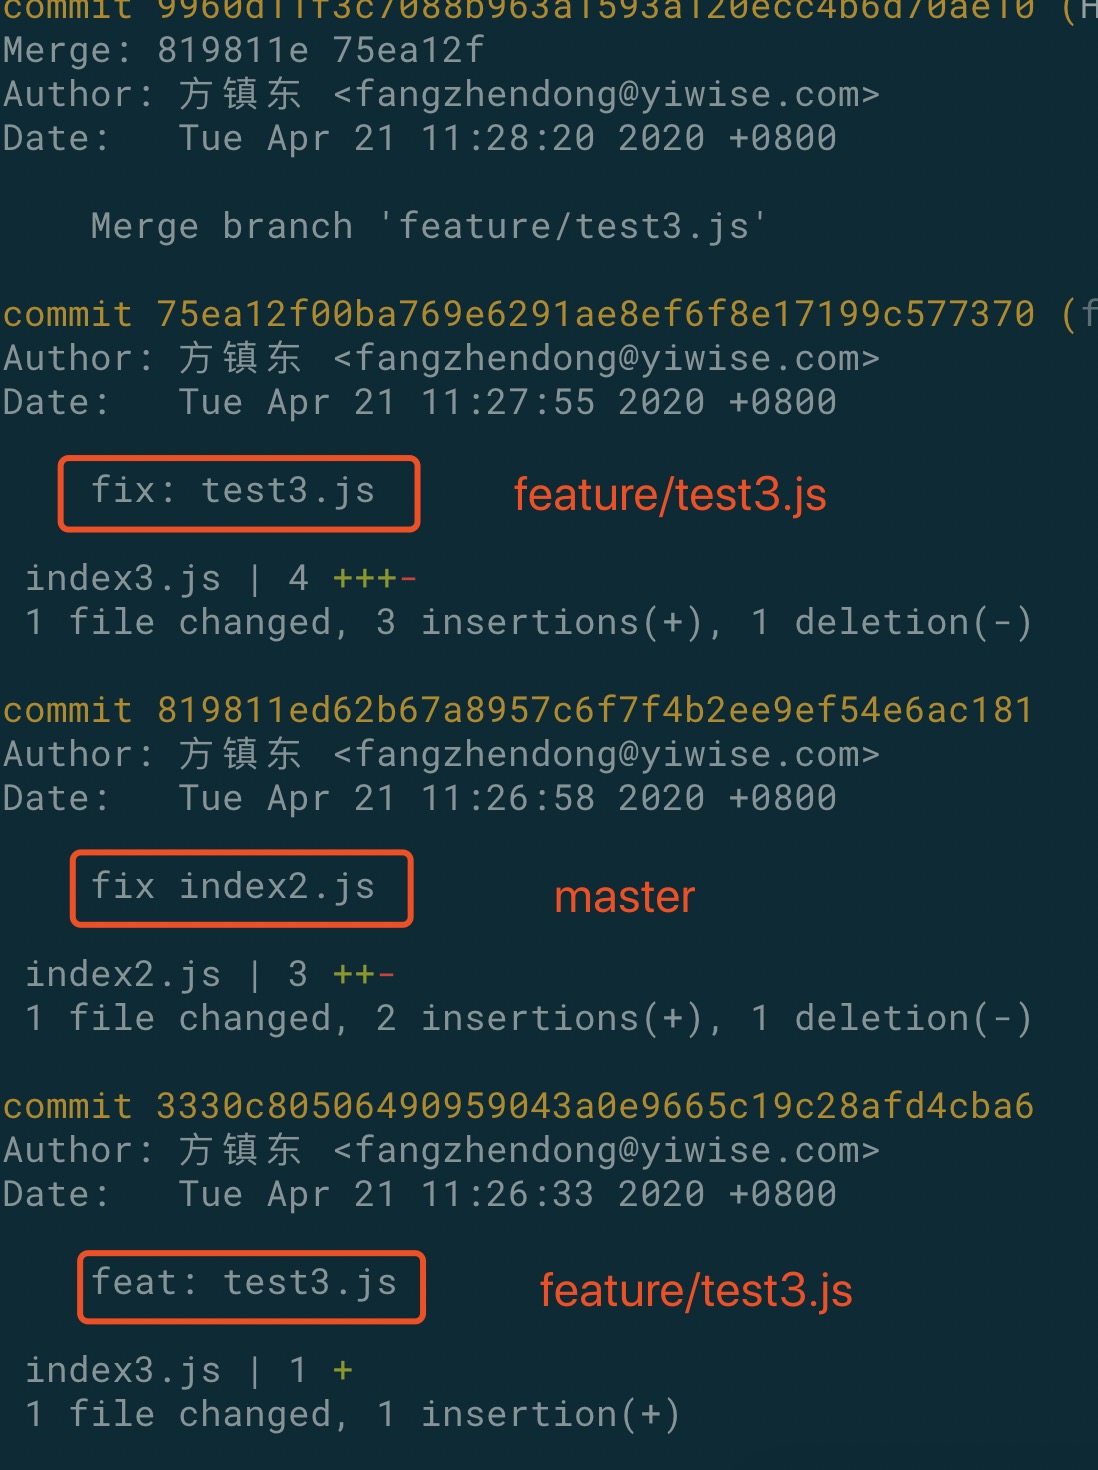 commit 9960d11f3c7088b963a1593a120ecc4b6d70ae10 (H
Merge: 819811e 75ea12f
Author: 方镇东 <fangzhendong@yiwise.com>
Date:   Tue Apr 21 11:28:20 2020 +0800
Merge branch 'feature/test3.js'
commit 75ea12f00ba769e6291ae8ef6f8e17199c577370 (f
Author: 方镇东 <fangzhendong@yiwise.com>
Date:   Tue Apr 21 11:27:55 2020 +0800
fix: test3.js feature/test3.js
index3.js | 4 +++-
1 file changed, 3 insertions(+), 1 deletion(-)
commit 819811ed62b67a8957c6f7f4b2ee9ef54e6ac181
Author: 方镇东 <fangzhendong@yiwise.com>
Date:   Tue Apr 21 11:26:58 2020 +0800
fix index2.js master
index2.js | 3 ++-
1 file changed, 2 insertions(+), 1 deletion(-)
commit 3330c80506490959043a0e9665c19c28afd4cba6
Author: 方镇东 <fangzhendong@yiwise.com>
Date:   Tue Apr 21 11:26:33 2020 +0800
feat: test3.js feature/test3.js
index3.js | 1 +
1 file changed, 1 insertion(+)